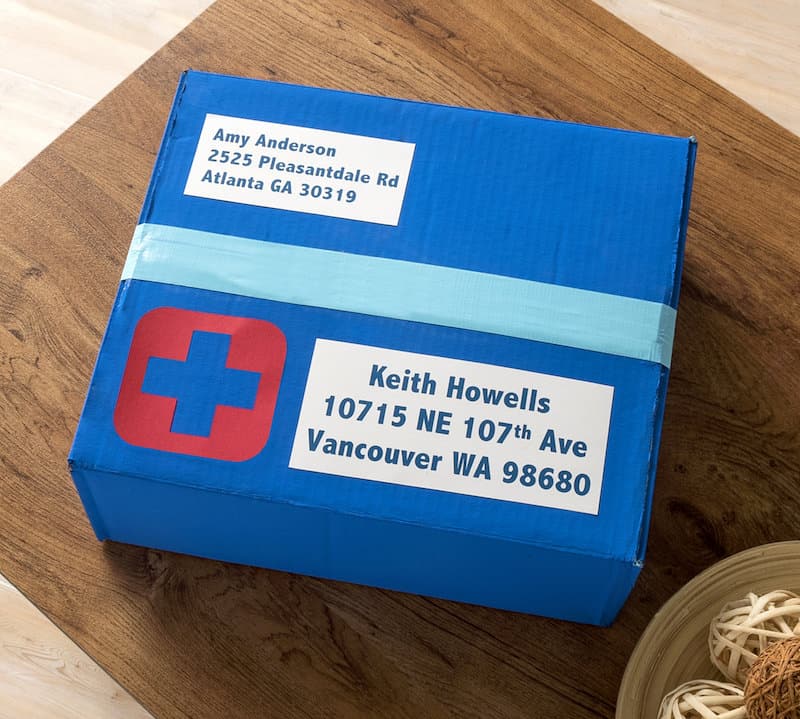 Amy Anderson
2525 Pleasantdale Rd
Atlanta GA 30319
Keith Howells
10715 NE 107th Ave
Vancouver WA 98680